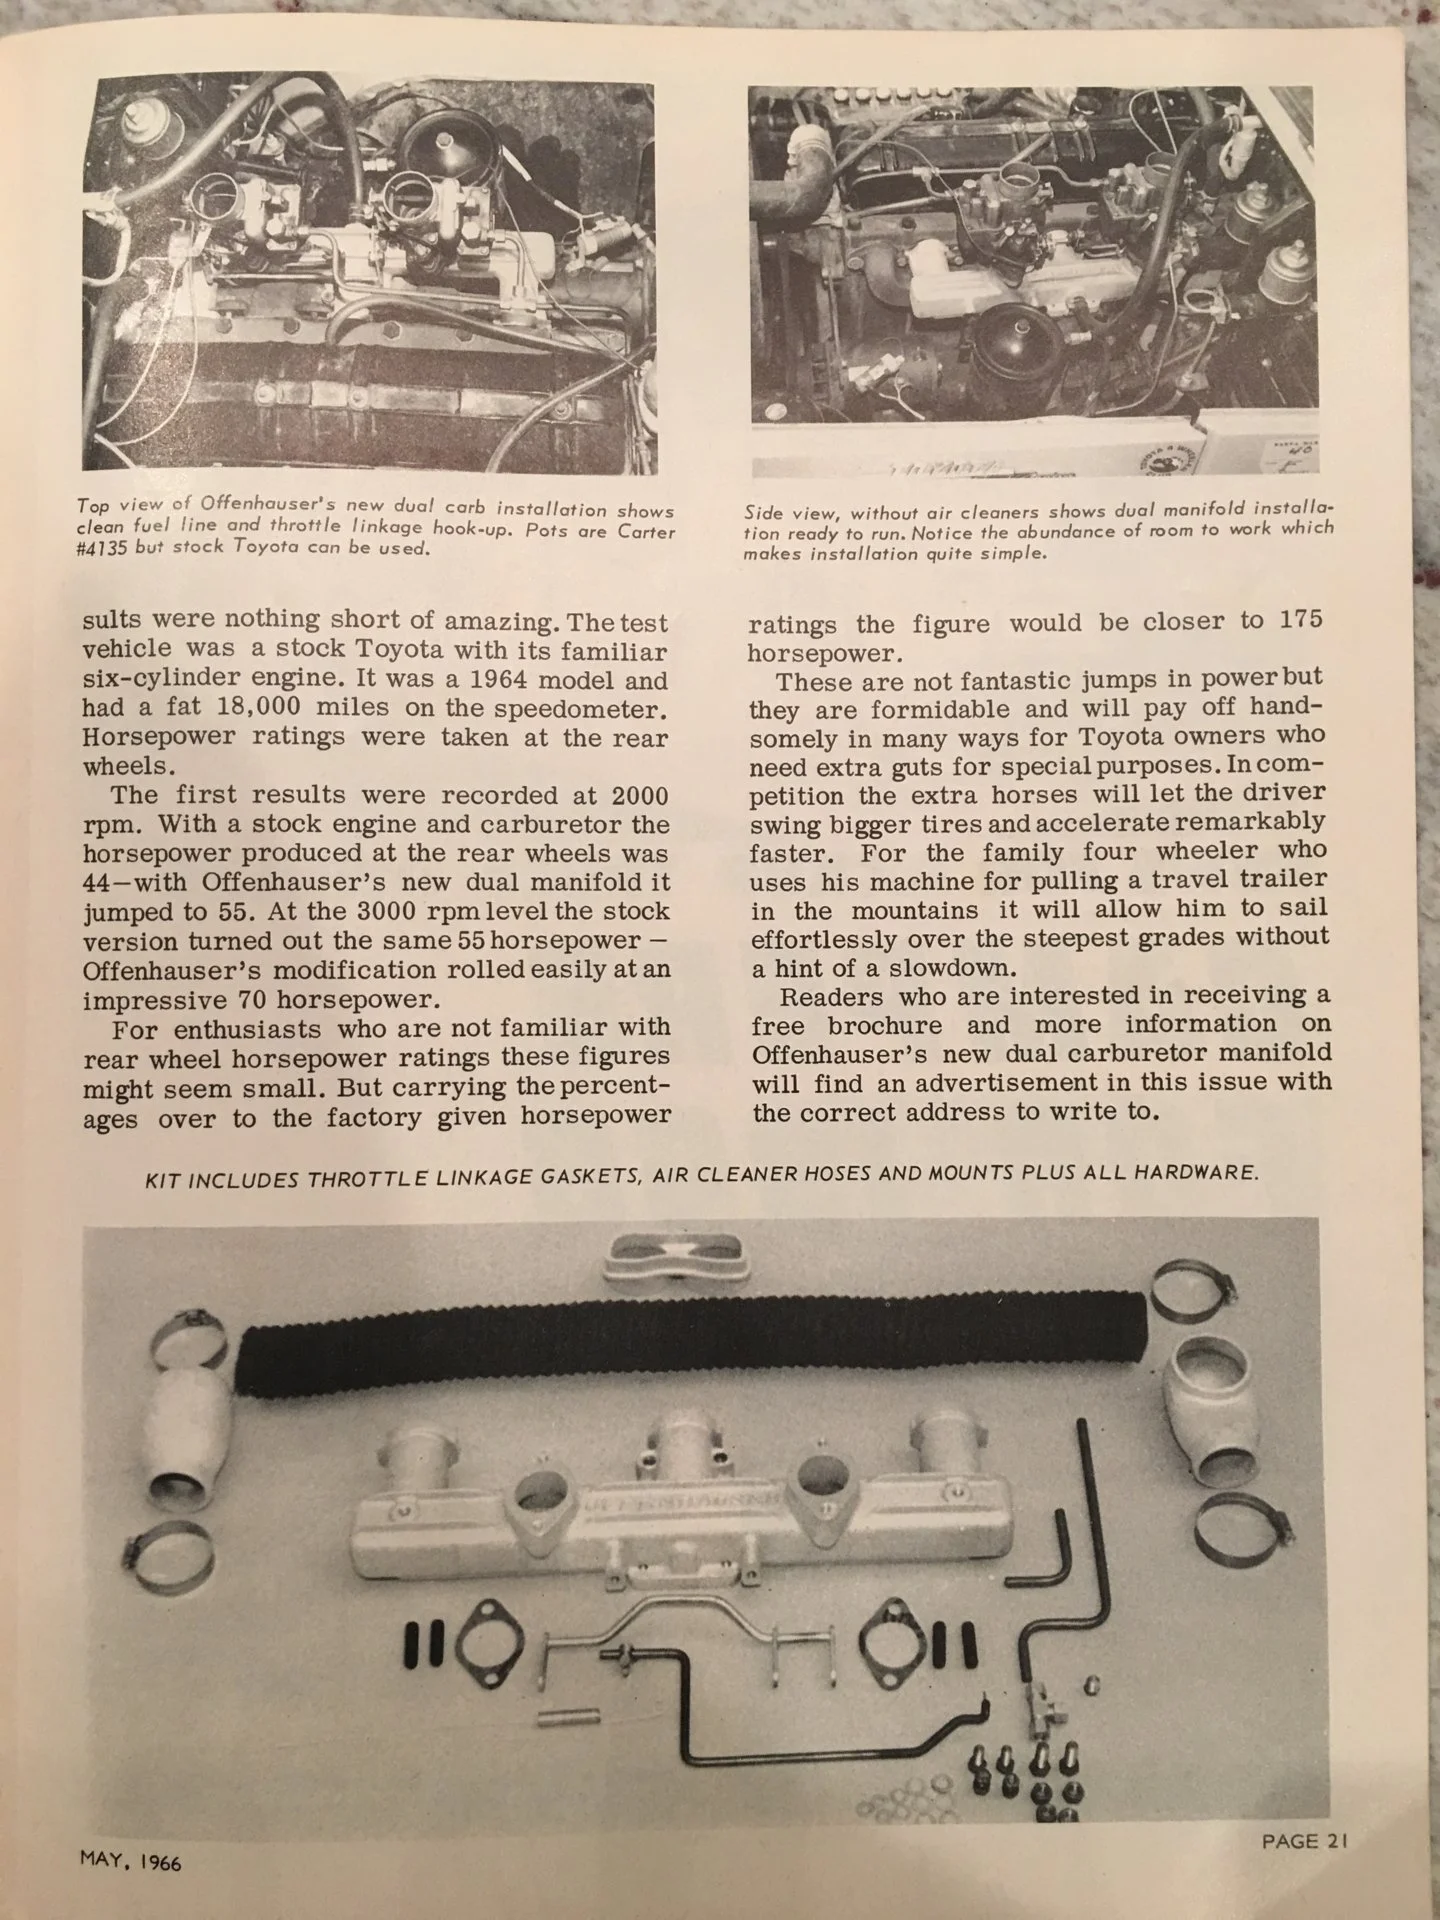 Top view of Offenhauser's new dual carb installation shows
clean fuel line and throttle linkage hook-up. Pots are Carter
#4135 but stock Toyota can be used.
Side view, without air cleaners shows dual manifold installa-
tion ready to run. Notice the abundance of room to work which
makes installation quite simple.
sults were nothing short of amazing. The test
vehicle was a stock Toyota with its familiar
six-cylinder engine. It was a 1964 model and
had a fat 18,000 miles on the speedometer.
Horsepower ratings were taken at the rear
wheels.
The first results were recorded at 2000
rpm. With a stock engine and carburetor the
horsepower produced at the rear wheels was
44—with Offenhauser's new dual manifold it
jumped to 55. At the 3000 rpm level the stock
version turned out the same 55 horsepower —
Offenhauser's modification rolled easily at an
impressive 70 horsepower.
For enthusiasts who are not familiar with
rear wheel horsepower ratings these figures
might seem small. But carrying the percent-
ages over to the factory given horsepower
ratings the figure would be closer to 175
horsepower.
These are not fantastic jumps in power but
they are formidable and will pay off hand-
somely in many ways for Toyota owners who
need extra guts for special purposes. In com-
petition the extra horses will let the driver
swing bigger tires and accelerate remarkably
faster. For the family four wheeler who
uses his machine for pulling a travel trailer
in the mountains it will allow him to sail
effortlessly over the steepest grades without
a hint of a slowdown.
Readers who are interested in receiving a
free brochure and more information on
Offenhauser's new dual carburetor manifold
will find an advertisement in this issue with
the correct address to write to.
KIT INCLUDES THROTTLE LINKAGE GASKETS, AIR CLEANER HOSES AND MOUNTS PLUS ALL HARDWARE.
MAY, 1966
PAGE 21